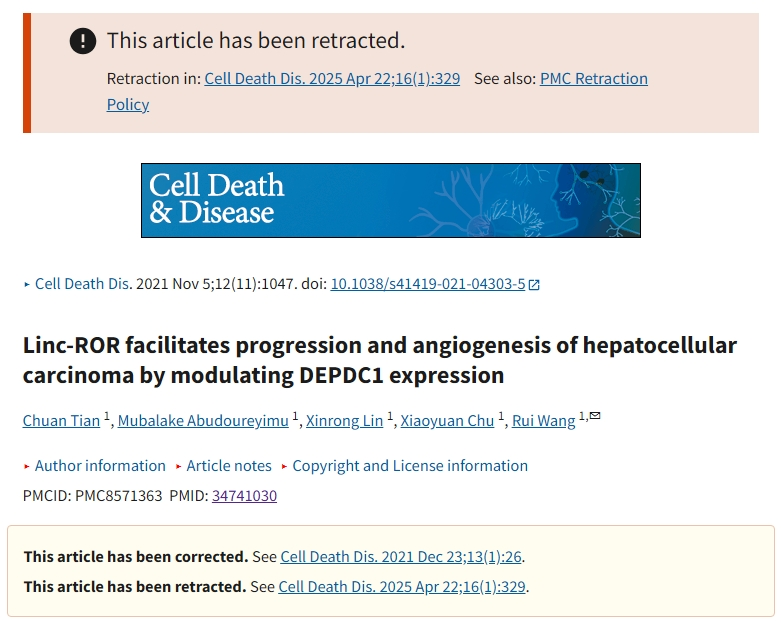 This article has been retracted.
Retraction in: Cell Death Dis. 2025 Apr 22;16(1):329 See also: PMC Retraction
Policy
Cell Death
& Disease
▸ Cell Death Dis. 2021 Nov 5;12(11):1047. doi: 10.1038/s41419-021-04303-5
Linc-ROR facilitates progression and angiogenesis of hepatocellular
carcinoma by modulating DEPDC1 expression
Chuan Tian 1, Mubalake Abudoureyimu 1, Xinrong Lin 1, Xiaoyuan Chu 1, Rui Wang 1,✉
▸ Author information ▸ Article notes ▸ Copyright and License information
PMCID: PMC8571363 PMID: 34741030
This article has been corrected. See Cell Death Dis. 2021 Dec 23;13(1):26.
This article has been retracted. See Cell Death Dis. 2025 Apr 22;16(1):329.